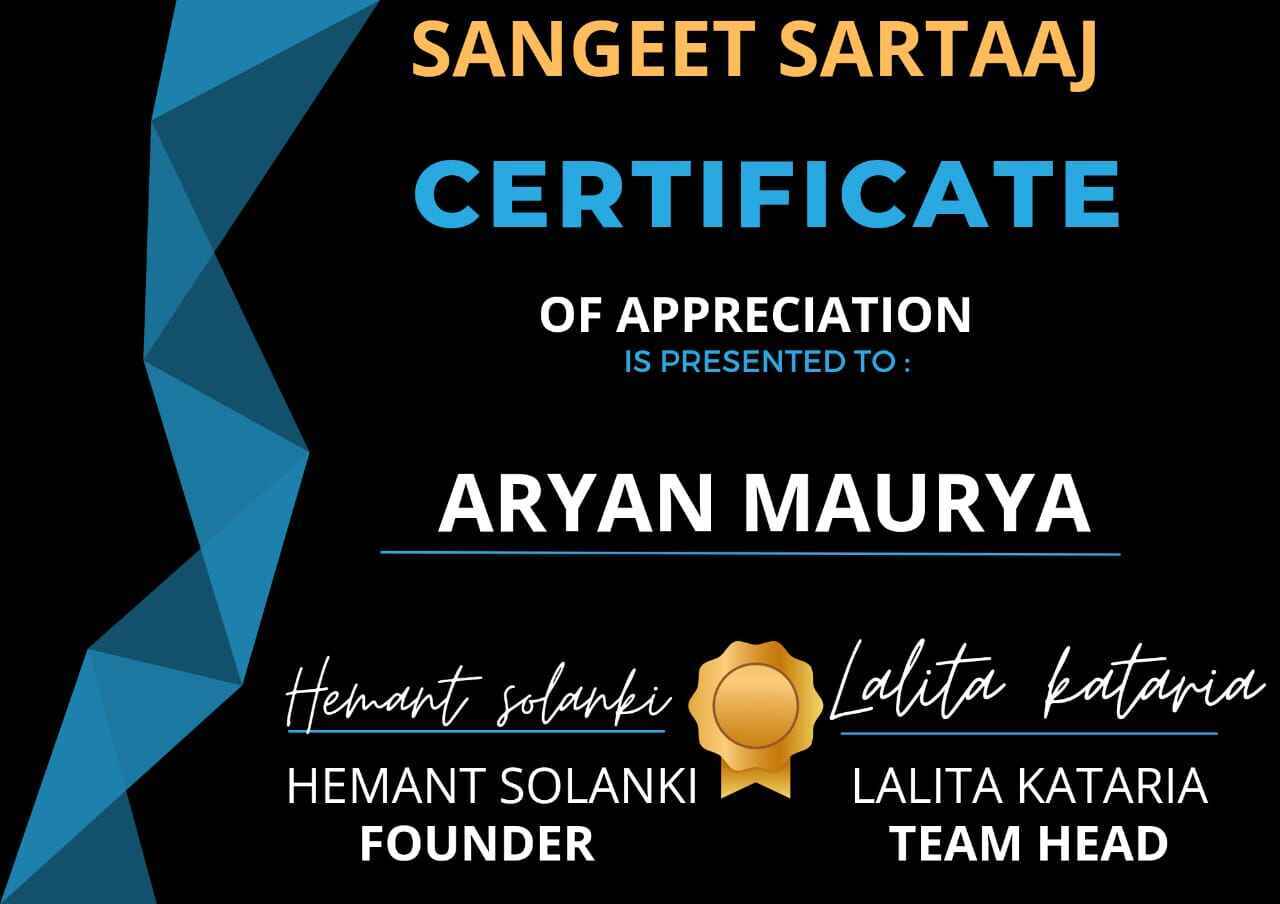 SANGEET SARTAAJ
CERTIFICATE
OF APPRECIATION
IS PRESENTED TO :
ARYAN MAURYA
Hemant solanki
Lalita kataria
HEMANT SOLANKI
LALITA KATARIA
FOUNDER
TEAM HEAD